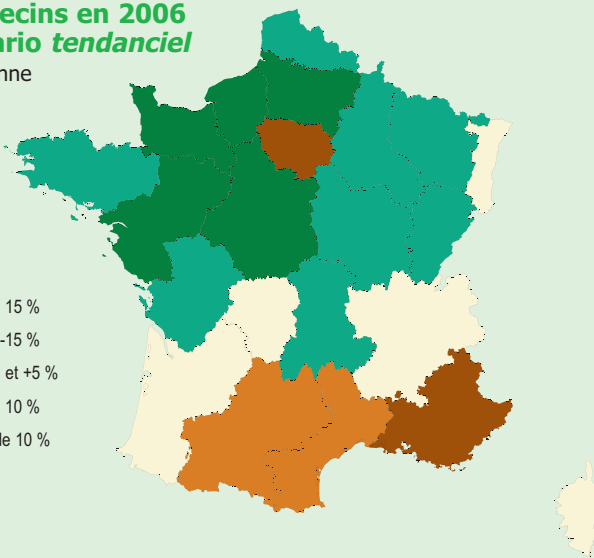 ecins en 2006
ario tendanciel
nne
15 %
-15 %
et +5 %
10 %
le 10 %